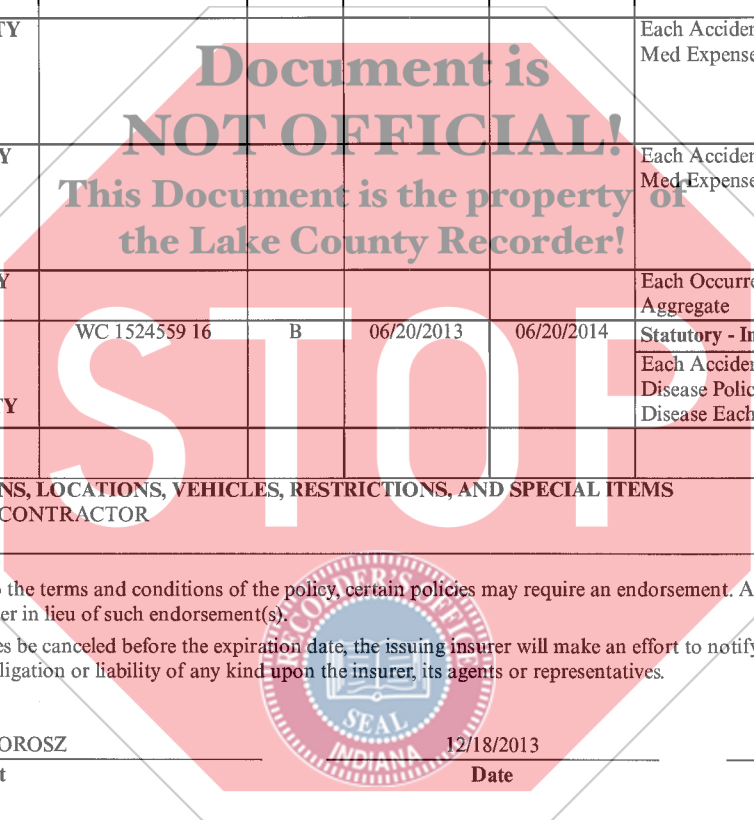 TY Each Acciden
Med Expense
Document is
NOT OFFICIAL!
Y Each Acciden
Med Expense
This Document is the property of
the Lake County Recorder!
Y Each Occurre
Aggregate
STOP
WC 1524559 16 B 06/20/2013 06/20/2014 Statutory - In
Each Acciden
Disease Polic
TY Disease Each
NS, LOCATIONS, VEHICLES, RESTRICTIONS, AND SPECIAL ITEMS
CONTRACTOR
the terms and conditions of the policy, certain policies may require an endorsement. A
er in lieu of such endorsement(s).
es be canceled before the expiration date, the issuing insurer will make an effort to notify
ligation or liability of any kind upon the insurer, its agents or representatives.
RECORDER'S OFFICE
SEAL
INDIANA
OROSZ 12/18/2013
t Date